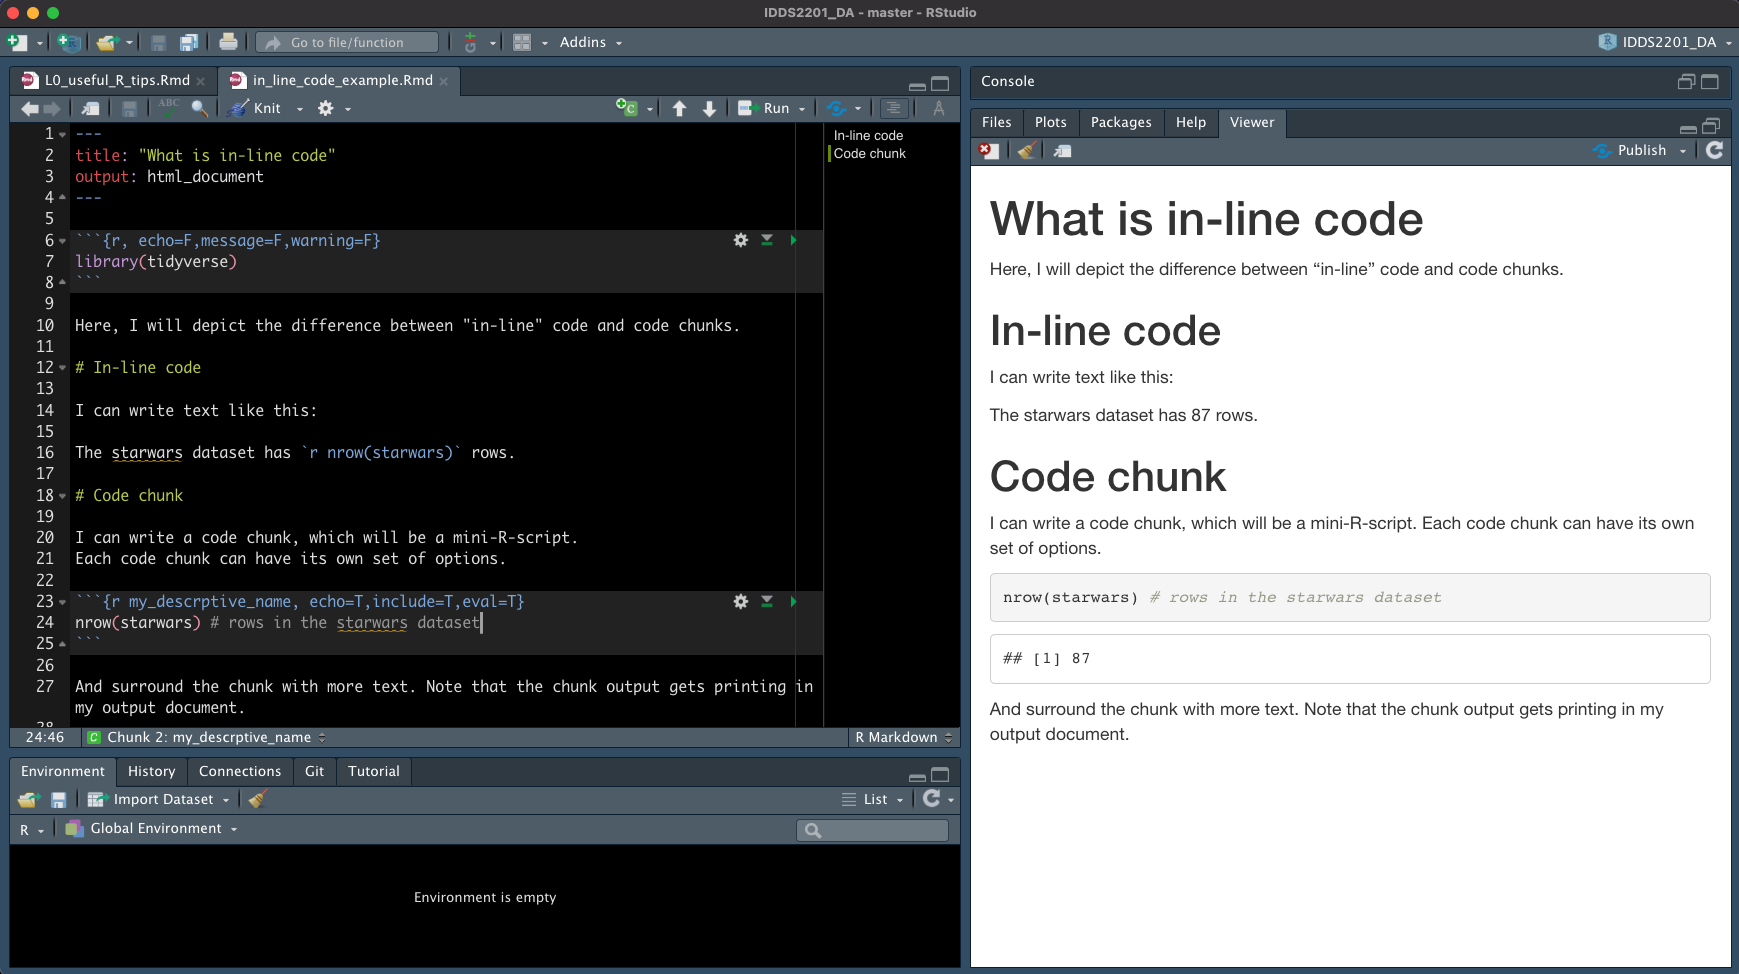 IDDS2201_DA - master - RStudio
Go to file/function
Addins
IDDS2201_DA
L0_useful_R_tips.Rmd
in_line_code_example.Rmd
ABC
Knit
Run
1 ---
2 title: "What is in-line code"
3 output: html_document
4 ---
5
6 ```{r, echo=F,message=F,warning=F}
7 library(tidyverse)
8 ```
9
10 Here, I will depict the difference between "in-line" code and code chunks.
11
12 # In-line code
13
14 I can write text like this:
15
16 The starwars dataset has `r nrow(starwars)` rows.
17
18 # Code chunk
19
20 I can write a code chunk, which will be a mini-R-script.
21 Each code chunk can have its own set of options.
22
23 ```{r my_descrptive_name, echo=T,include=T,eval=T}
24 nrow(starwars) # rows in the starwars dataset
25 ```
26
27 And surround the chunk with more text. Note that the chunk output gets printing in
my output document.
28
In-line code
Code chunk
24:46
C Chunk 2: my_descrptive_name
R Markdown
Environment
History
Connections
Git
Tutorial
Import Dataset
List
R
Global Environment
Environment is empty
Console
Files
Plots
Packages
Help
Viewer
Publish
What is in-line code
Here, I will depict the difference between “in-line” code and code chunks.
In-line code
I can write text like this:
The starwars dataset has 87 rows.
Code chunk
I can write a code chunk, which will be a mini-R-script. Each code chunk can have its own
set of options.
nrow(starwars) # rows in the starwars dataset
## [1] 87
And surround the chunk with more text. Note that the chunk output gets printing in my
output document.